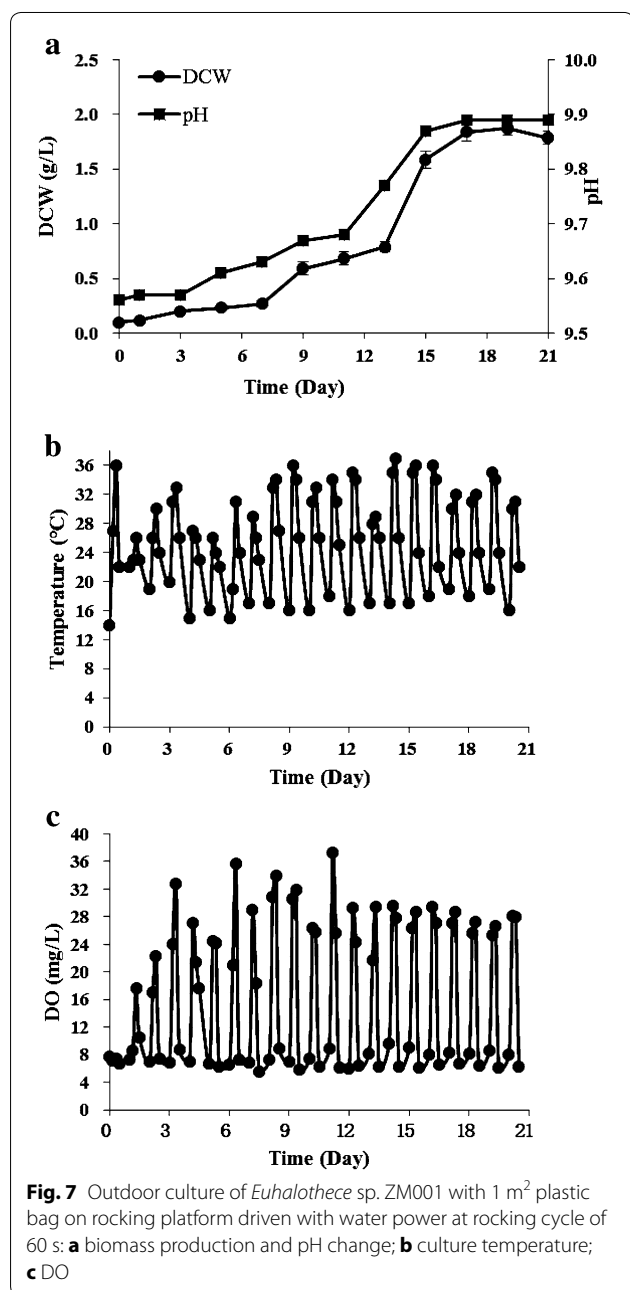 a
2.5 10.0
DCW
2.0 pH 9.9
1.5 9.8
1.0 9.7
0.5 9.6
0.0 9.5
DCW (g/L)
pH
0 3 6 9 12 15 18 21
Time (Day)
b
36
32
28
24
20
16
12
8
4
0
Temperature (°C)
0 3 6 9 12 15 18 21
Time (Day)
c
40
36
32
28
24
20
16
12
8
4
0
DO (mg/L)
0 3 6 9 12 15 18 21
Time (Day)
Fig. 7 Outdoor culture of Euhalothece sp. ZM001 with 1 m² plastic
bag on rocking platform driven with water power at rocking cycle of
60 s: a biomass production and pH change; b culture temperature;
c DO